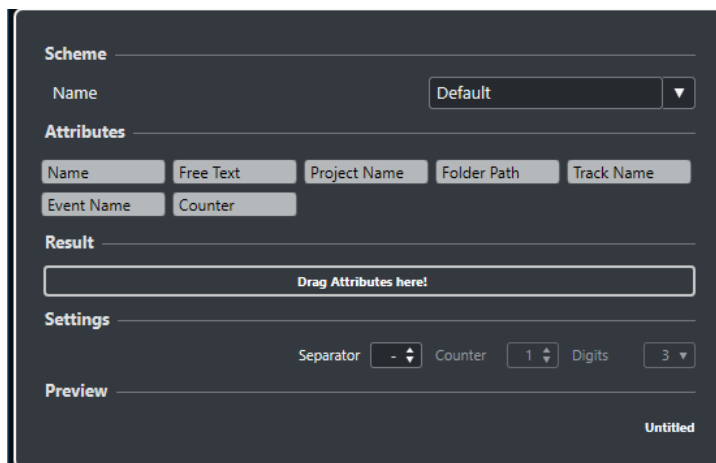 Scheme
Name Default
Attributes
Name Free Text Project Name Folder Path Track Name
Event Name Counter
Result
Drag Attributes here!
Settings
Separator - Counter 1 Digits 3
Preview
Untitled